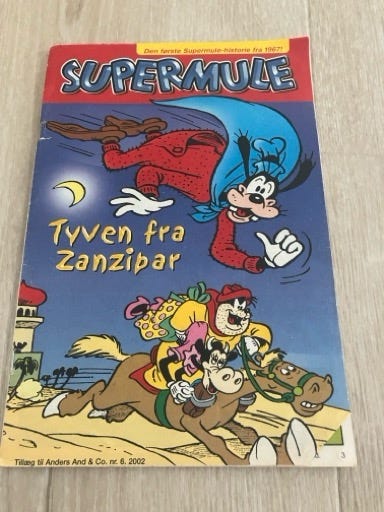 Den første Supermule-historie fra 1967!
SUPERMULE
Tyven fra
Zanzibar
Tillæg til Anders And & Co. nr. 6. 2002
3